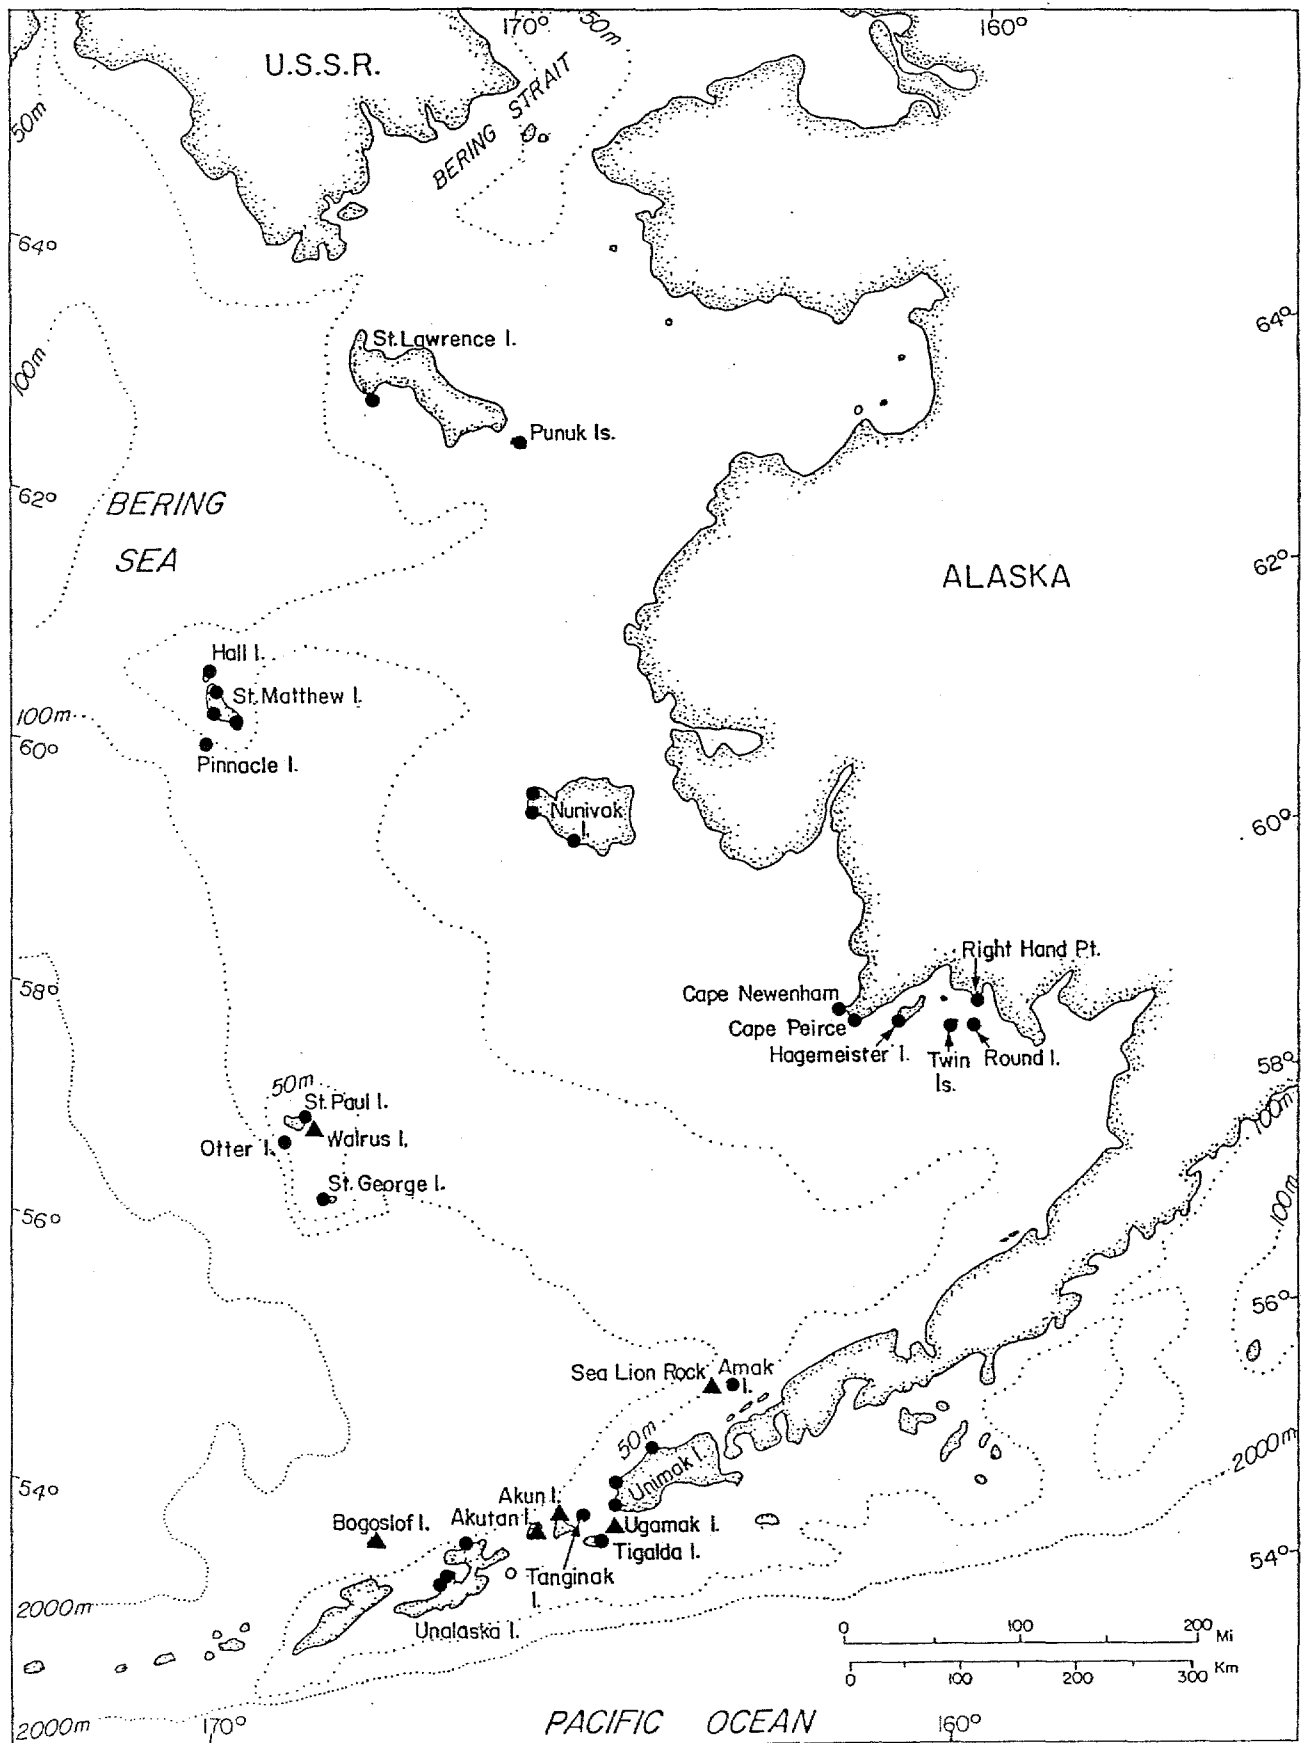 170°
50m
160°
U.S.S.R.
BERING STRAIT
50m
64°
64°
100m
St. Lawrence I.
Punuk Is.
62°
BERING
SEA
62°
ALASKA
Hall I.
St. Matthew I.
100m
60°
Pinnacle I.
Nunivak
I.
60°
Right Hand Pt.
58°
Cape Newenham
Cape Peirce
Hagemeister I.
Twin
Is.
Round I.
58°
50m
St. Paul I.
Walrus I.
Otter I.
100m
St. George I.
56°
100m
56°
Sea Lion Rock
Amak
I.
50m
2000m
54°
Unimak I.
Akun I.
Akutan I.
Bogoslof I.
Ugamak I.
Tigalda I.
54°
Tanginak
I.
2000m
Unalaska I.
0 100 200 Mi
0 100 200 300 Km
2000m
170°
PACIFIC OCEAN
160°